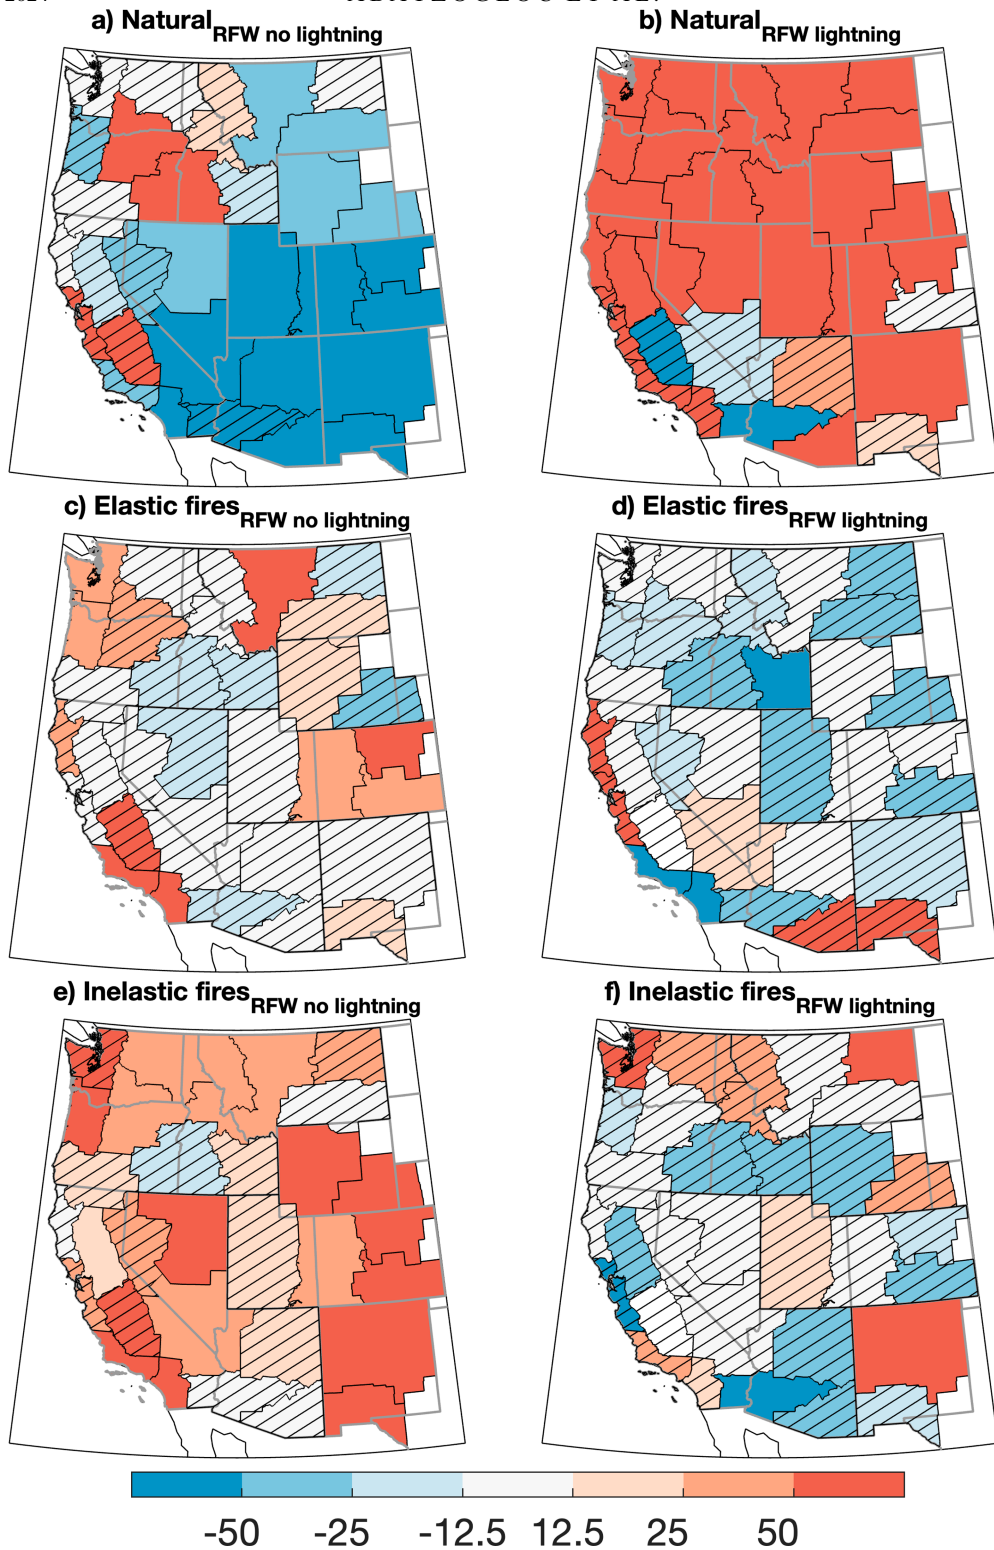 a) Natural RFW no lightning
b) Natural RFW lightning
c) Elastic fires RFW no lightning
d) Elastic fires RFW lightning
e) Inelastic fires RFW no lightning
f) Inelastic fires RFW lightning
-50 -25 -12.5 12.5 25 50